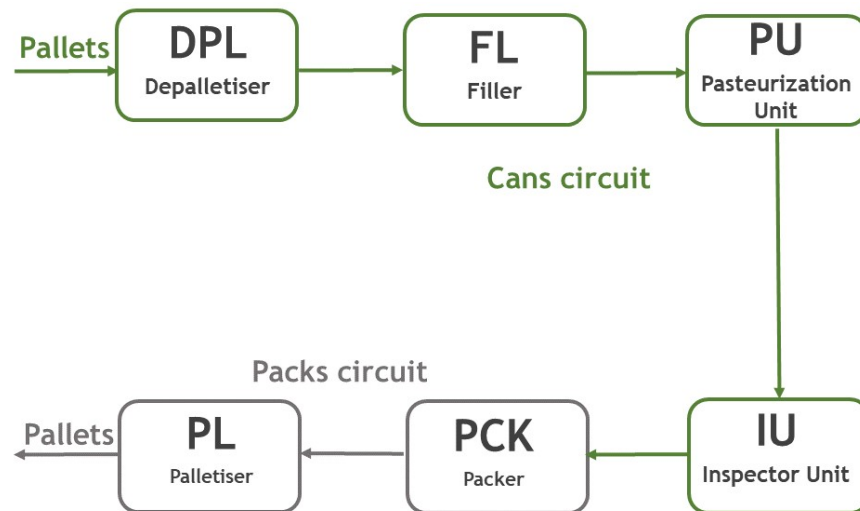 Pallets
DPL
Depalletiser
FL
Filler
PU
Pasteurization
Unit
Cans circuit
Packs circuit
Pallets
PL
Palletiser
PCK
Packer
IU
Inspector Unit